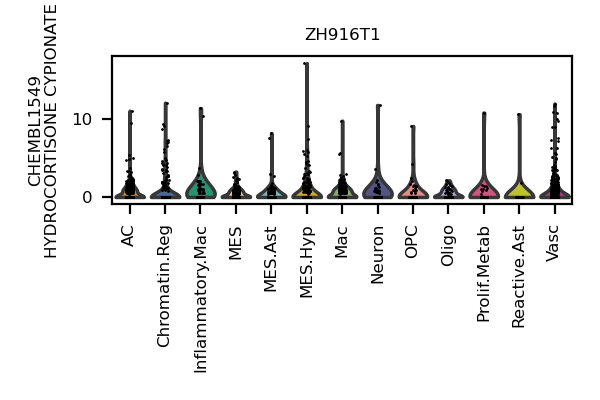 ZH916T1
CHEMBL1549
HYDROCORTISONE CYPIONATE
10
0
AC
Chromatin.Reg
Inflammatory.Mac
MES
MES.Ast
MES.Hyp
Mac
Neuron
OPC
Oligo
Prolif.Metab
Reactive.Ast
Vasc